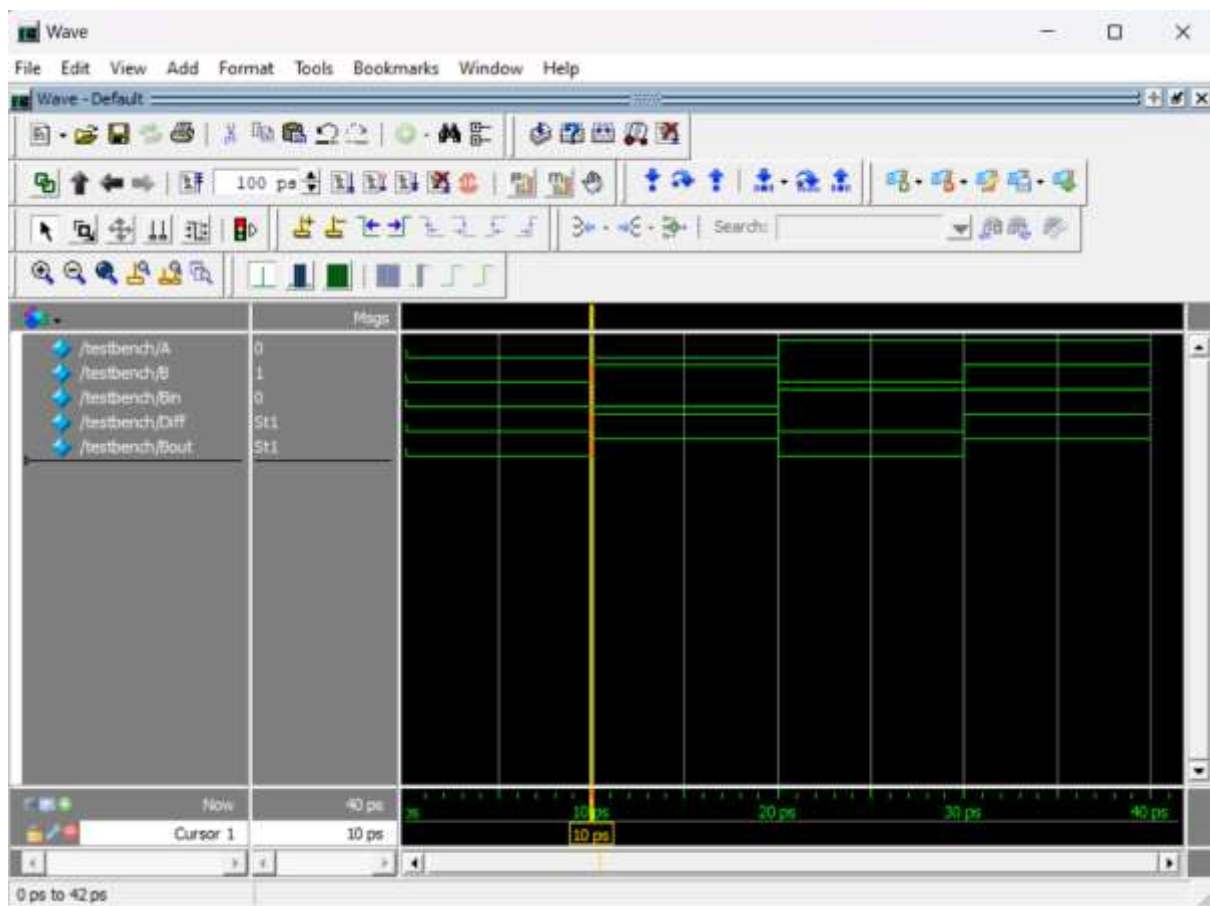 Wave
File Edit View Add Format Tools Bookmarks Window Help
Wave - Default
100 ps
Search:
Msgs
/testbench/A 0
/testbench/B 1
/testbench/Bin 0
/testbench/Diff St1
/testbench/Bout St1
Now 40 ps ps 10 ps 20 ps 30 ps 40 ps
Cursor 1 10 ps 10 ps
0 ps to 42 ps